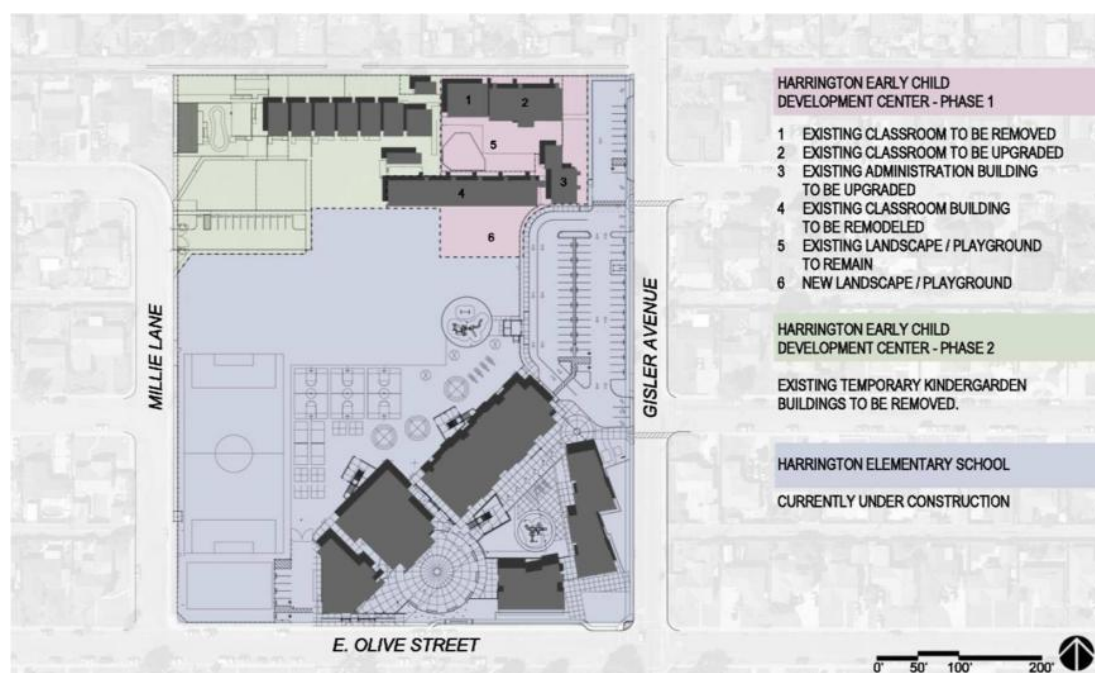 HARRINGTON EARLY CHILD
DEVELOPMENT CENTER - PHASE 1
1 EXISTING CLASSROOM TO BE REMOVED
2 EXISTING CLASSROOM TO BE UPGRADED
3 EXISTING ADMINISTRATION BUILDING
TO BE UPGRADED
4 EXISTING CLASSROOM BUILDING
TO BE REMODELED
5 EXISTING LANDSCAPE / PLAYGROUND
TO REMAIN
6 NEW LANDSCAPE / PLAYGROUND
HARRINGTON EARLY CHILD
DEVELOPMENT CENTER - PHASE 2
EXISTING TEMPORARY KINDERGARDEN
BUILDINGS TO BE REMOVED.
HARRINGTON ELEMENTARY SCHOOL
CURRENTLY UNDER CONSTRUCTION
1
2
5
3
4
6
MILLIE LANE
GISLER AVENUE
E. OLIVE STREET
0' 50' 100' 200'